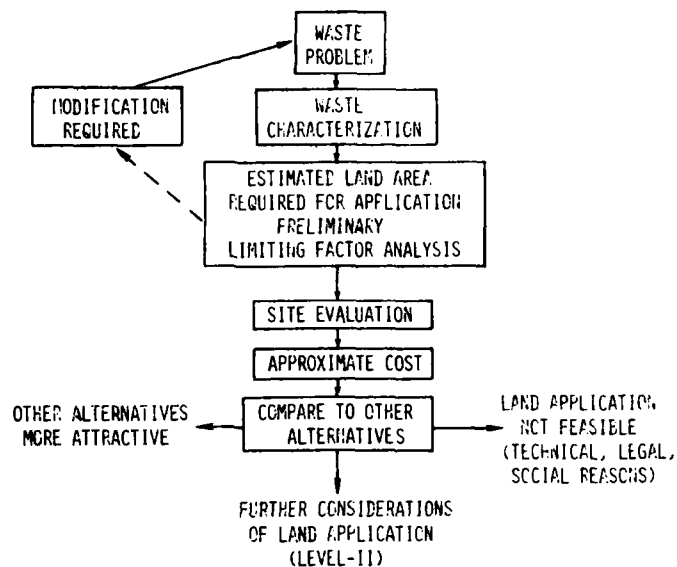 WASTE
PROBLEM
MODIFICATION
REQUIRED
WASTE
CHARACTERIZATION
ESTIMATED LAND AREA
REQUIRED FOR APPLICATION
PRELIMINARY
LIMITING FACTOR ANALYSIS
SITE EVALUATION
APPROXIMATE COST
OTHER ALTERNATIVES
MORE ATTRACTIVE
COMPARE TO OTHER
ALTERNATIVES
LAND APPLICATION
NOT FEASIBLE
(TECHNICAL, LEGAL,
SOCIAL REASONS)
FURTHER CONSIDERATIONS
OF LAND APPLICATION
(LEVEL-II)